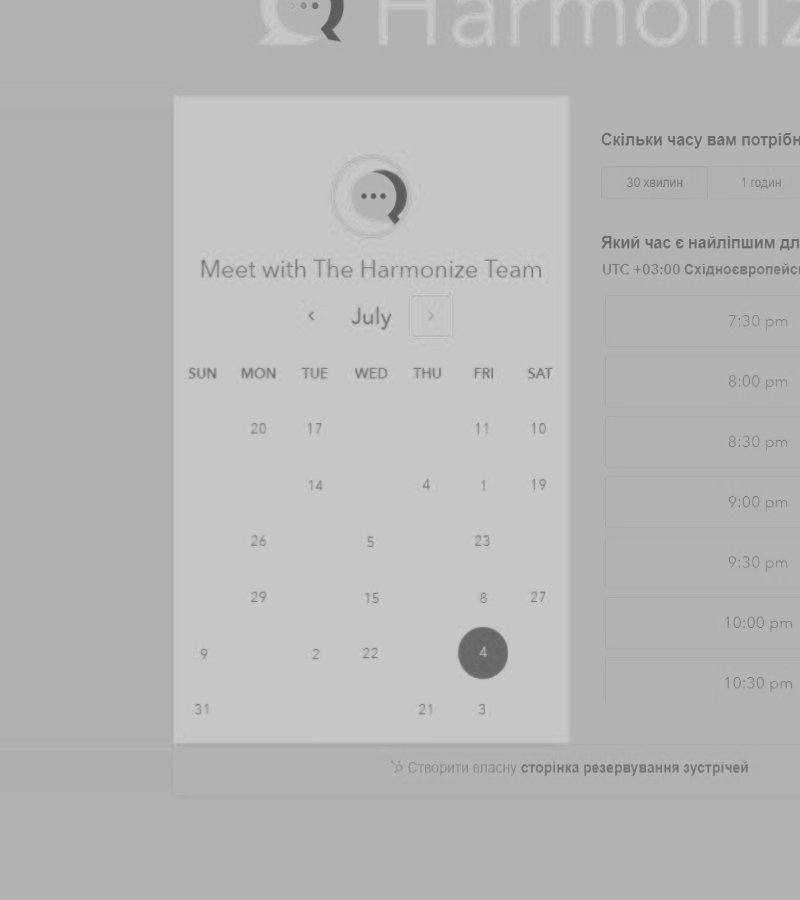 Harmoniz
Meet with The Harmonize Team
July
SUN MON TUE WED THU FRI SAT
20 17 11 10
14 4 1 19
26 5 23
29 15 8 27
9 2 22 4
31 21 3
Скільки часу вам потрібн
30 хвилин 1 годин
Який час є найліпшим дл
UTC +03:00 Східноєвропейс
7:30 pm
8:00 pm
8:30 pm
9:00 pm
9:30 pm
10:00 pm
10:30 pm
Створити власну сторінка резервування зустрічей